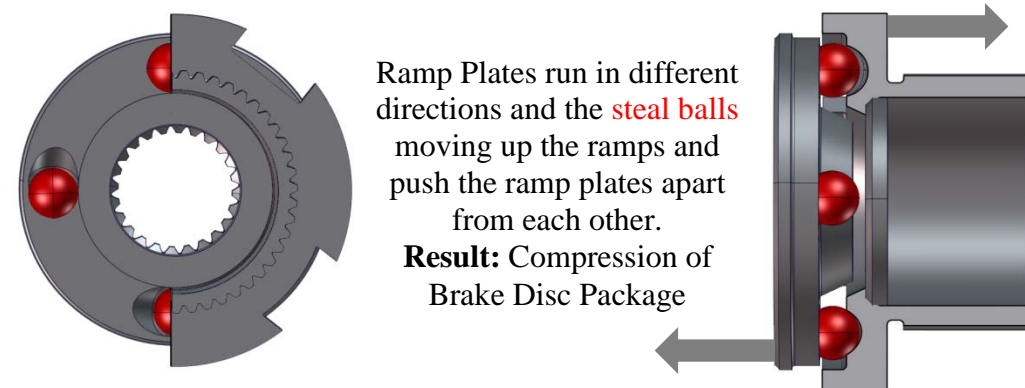 Ramp Plates run in different
directions and the steal balls
moving up the ramps and
push the ramp plates apart
from each other.
Result: Compression of
Brake Disc Package